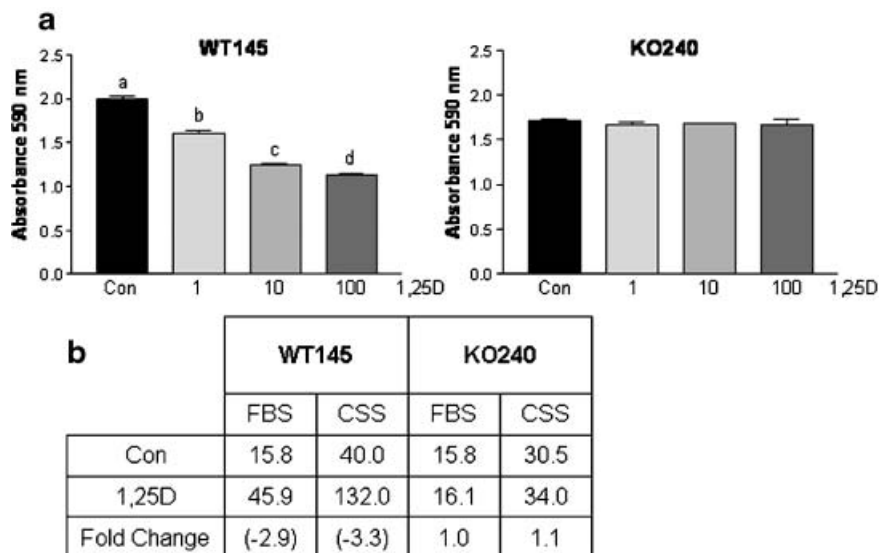 a
WT145
KO240
Absorbance 590 nm
2.5
2.0
1.5
1.0
0.5
0.0
a
b
c
d
Con 1 10 100 1,25D
Absorbance 590 nm
2.5
2.0
1.5
1.0
0.5
0.0
Con 1 10 100 1,25D
b
WT145 KO240
FBS CSS FBS CSS
Con 15.8 40.0 15.8 30.5
1,25D 45.9 132.0 16.1 34.0
Fold Change (-2.9) (-3.3) 1.0 1.1